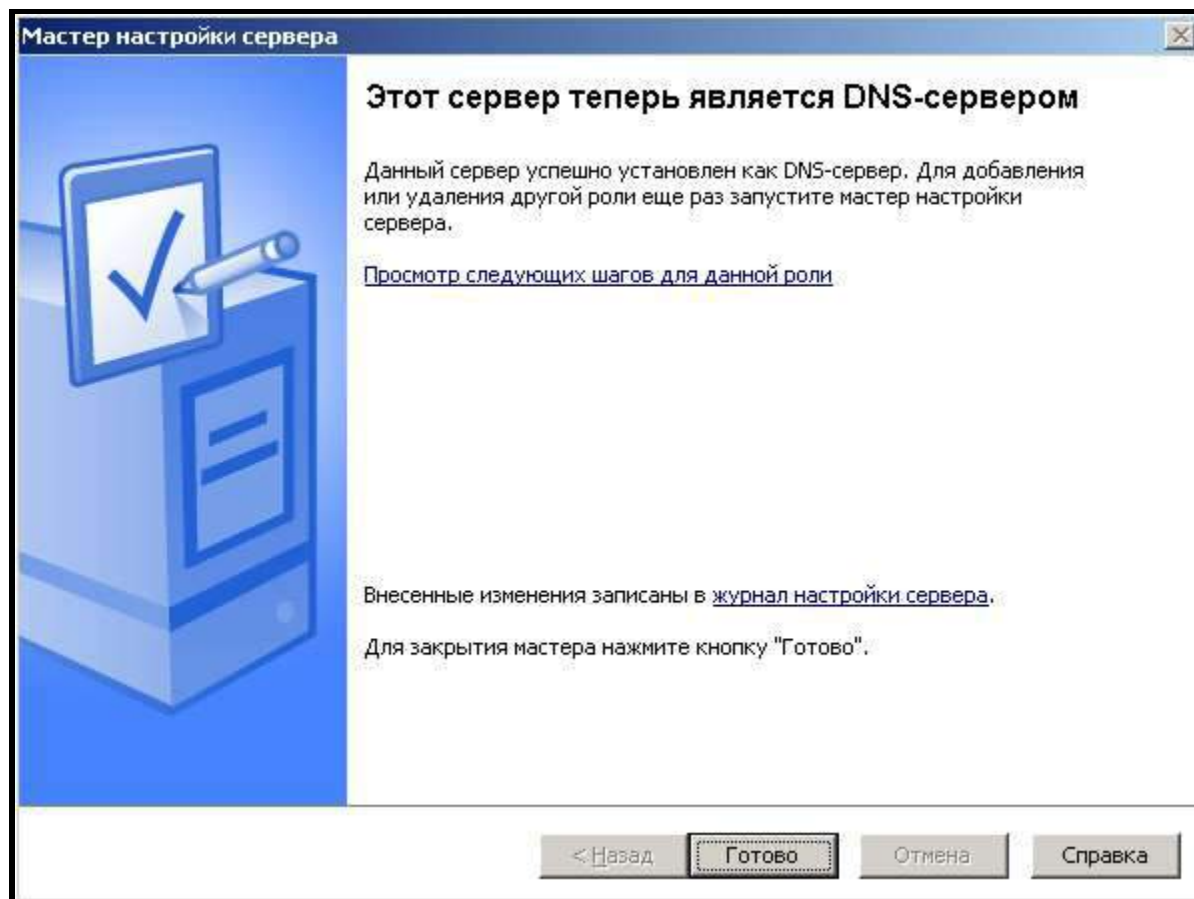 Мастер настройки сервера
Этот сервер теперь является DNS-сервером
Данный сервер успешно установлен как DNS-сервер. Для добавления
или удаления другой роли еще раз запустите мастер настройки
сервера.
Просмотр следующих шагов для данной роли
Внесенные изменения записаны в журнал настройки сервера.
Для закрытия мастера нажмите кнопку "Готово".
< Назад Готово Отмена Справка